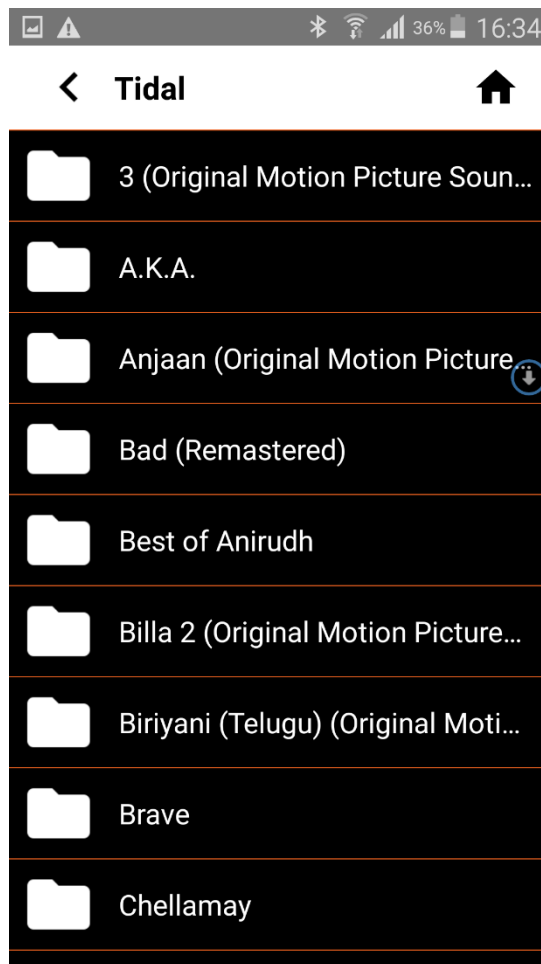 36% 16:34
Tidal
3 (Original Motion Picture Soun...
A.K.A.
Anjaan (Original Motion Picture...
Bad (Remastered)
Best of Anirudh
Billa 2 (Original Motion Picture...
Biriyani (Telugu) (Original Moti...
Brave
Chellamay